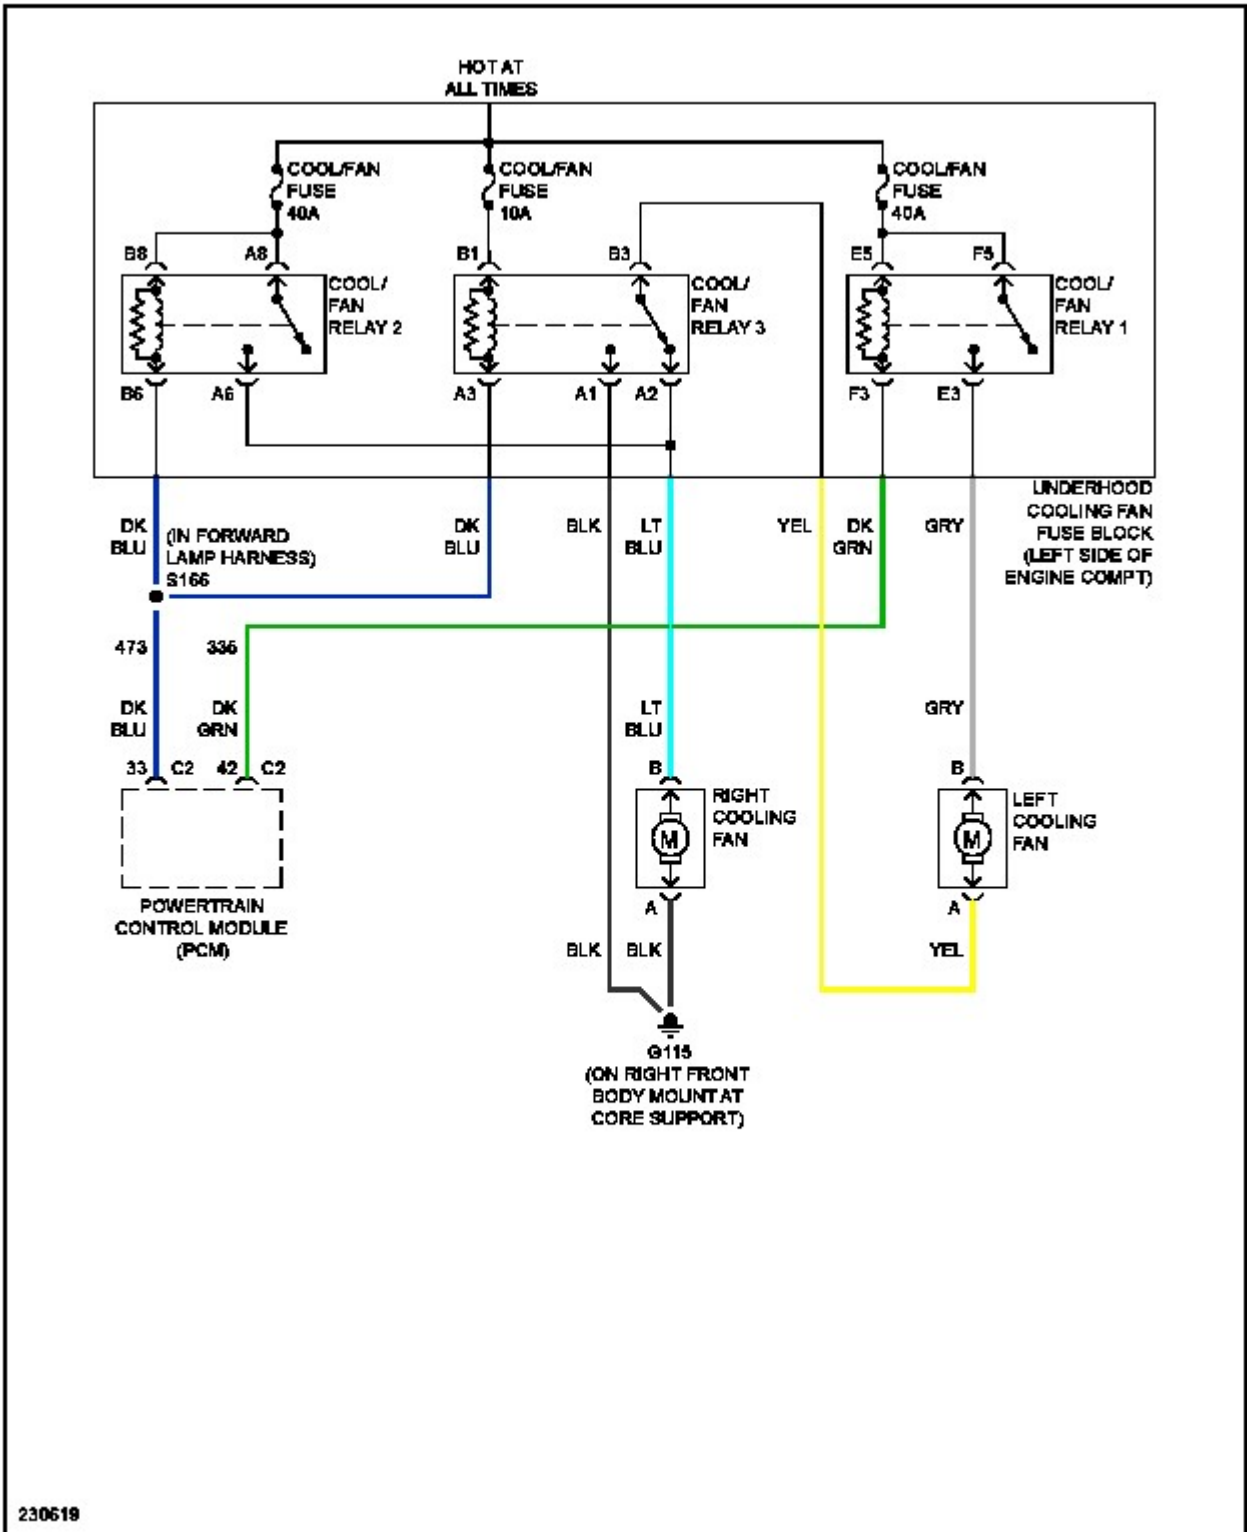 HOT AT
ALL TIMES
COOL/FAN
FUSE
40A
COOL/FAN
FUSE
10A
COOL/FAN
FUSE
40A
B8
A8
B1
B3
E5
F5
COOL/
FAN
RELAY 2
COOL/
FAN
RELAY 3
COOL/
FAN
RELAY 1
B6
A6
A3
A1
A2
F3
E3
UNDERHOOD
COOLING FAN
FUSE BLOCK
(LEFT SIDE OF
ENGINE COMPT)
DK
BLU
(IN FORWARD
LAMP HARNESS)
S166
DK
BLU
BLK
LT
BLU
YEL
DK
GRN
GRY
473
335
DK
BLU
DK
GRN
LT
BLU
GRY
33
C2
42
C2
B
B
M
RIGHT
COOLING
FAN
M
LEFT
COOLING
FAN
POWERTRAIN
CONTROL MODULE
(PCM)
A
A
BLK
BLK
YEL
G115
(ON RIGHT FRONT
BODY MOUNT AT
CORE SUPPORT)
230619